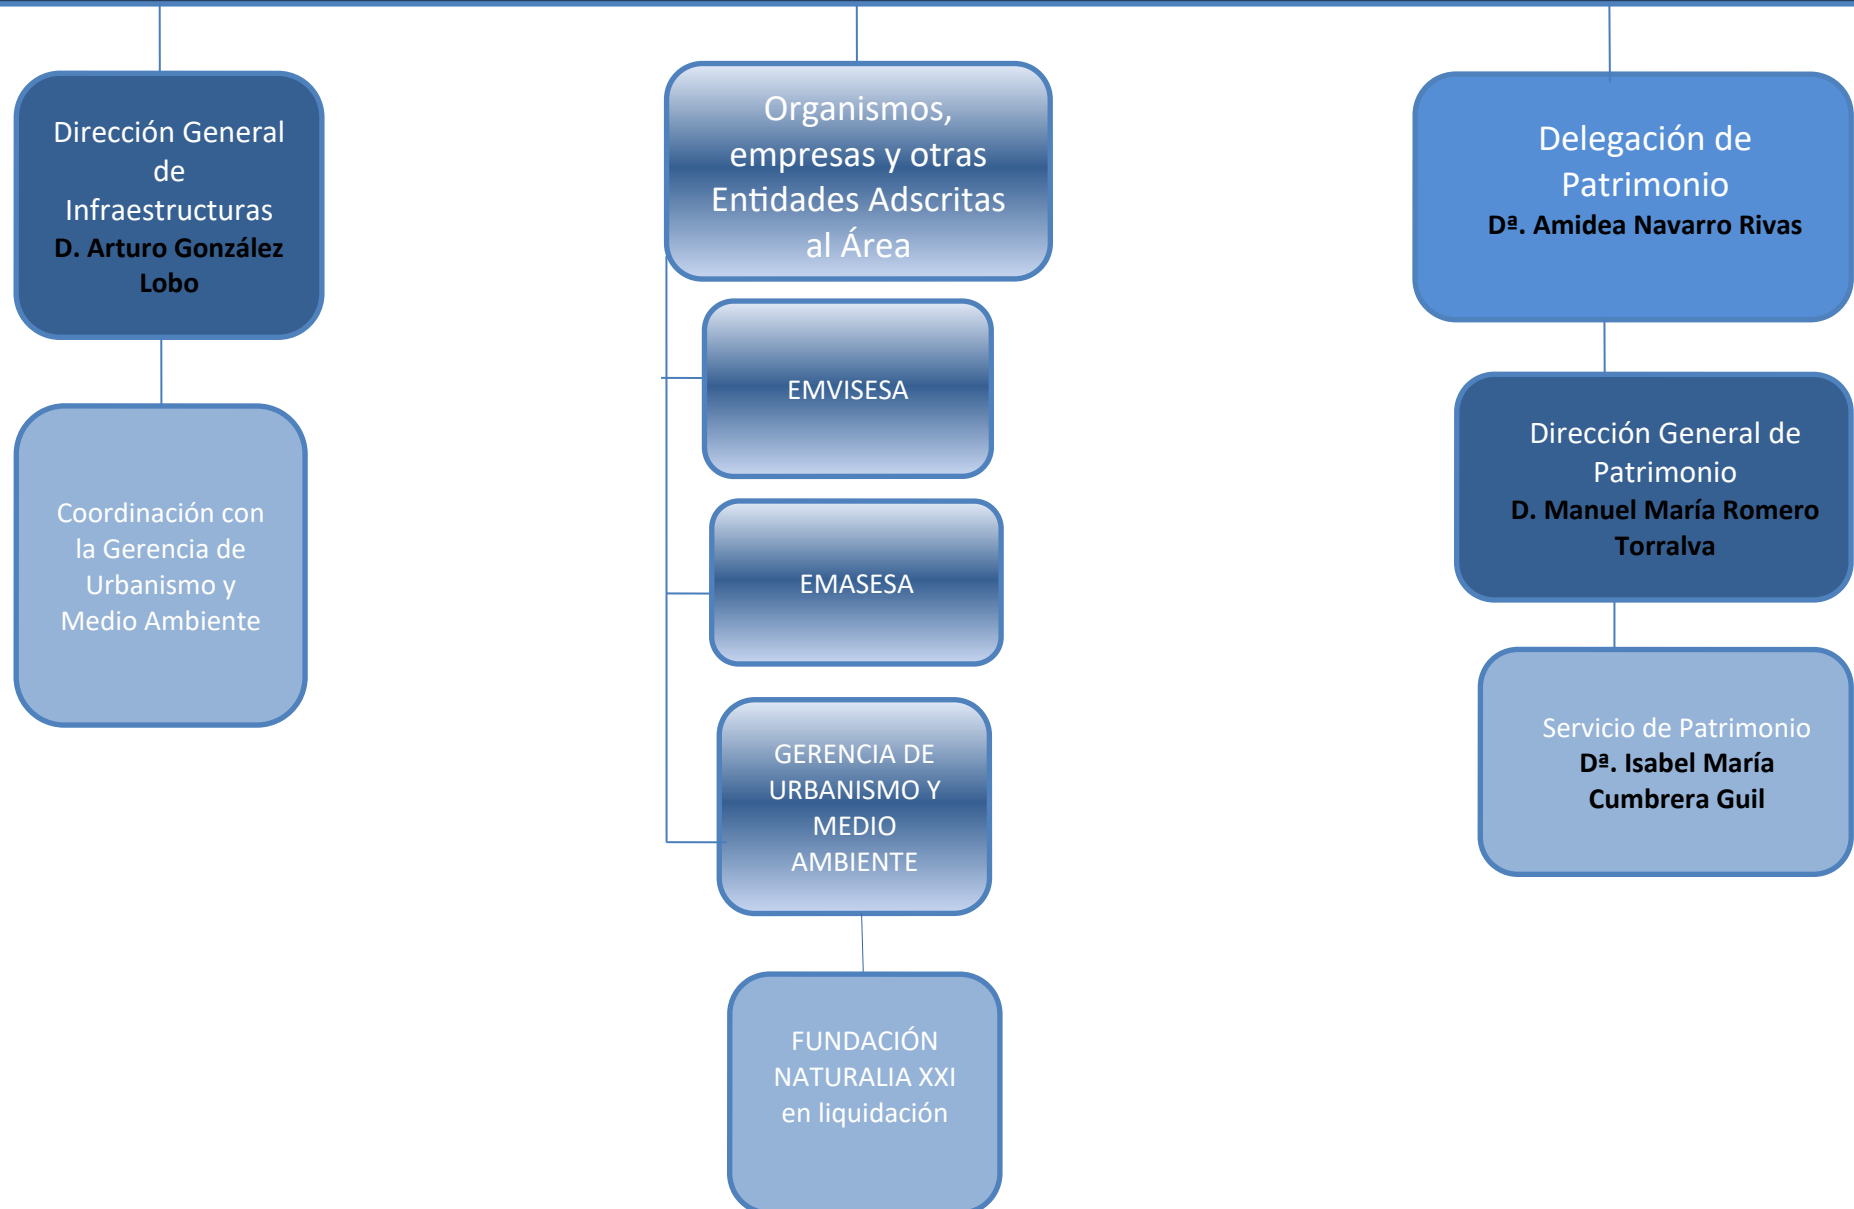 Dirección General
de
Infraestructuras
D. Arturo González
Lobo
Coordinación con
la Gerencia de
Urbanismo y
Medio Ambiente
Organismos,
empresas y otras
Entidades Adscritas
al Área
EMVISESA
EMASESA
GERENCIA DE
URBANISMO Y
MEDIO
AMBIENTE
FUNDACIÓN
NATURALIA XXI
en liquidación
Delegación de
Patrimonio
Dª. Amidea Navarro Rivas
Dirección General de
Patrimonio
D. Manuel María Romero
Torralva
Servicio de Patrimonio
Dª. Isabel María
Cumbrera Guil